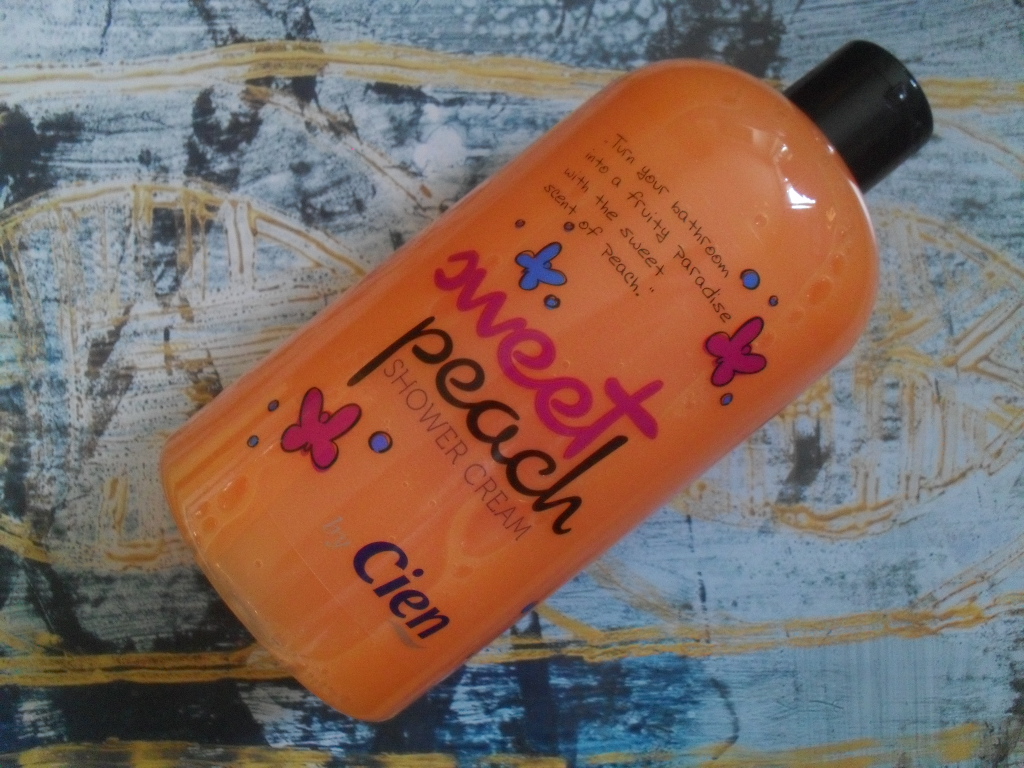 "Turn your bathroom
into a fruity paradise
with the sweet
scent of peach."
sweet
peach
SHOWER CREAM
by Cien